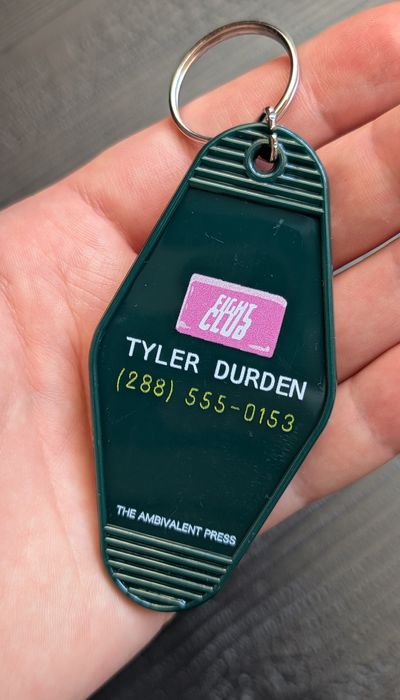 FIGHT
CLUB
TYLER DURDEN
(288) 555-0153
THE AMBIVALENT PRESS